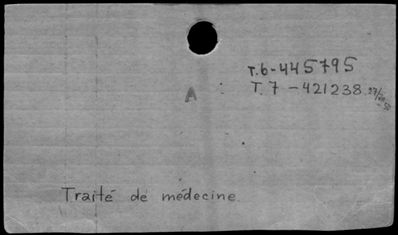 T.6-445795
A : T.7-421238
Traité de médecine